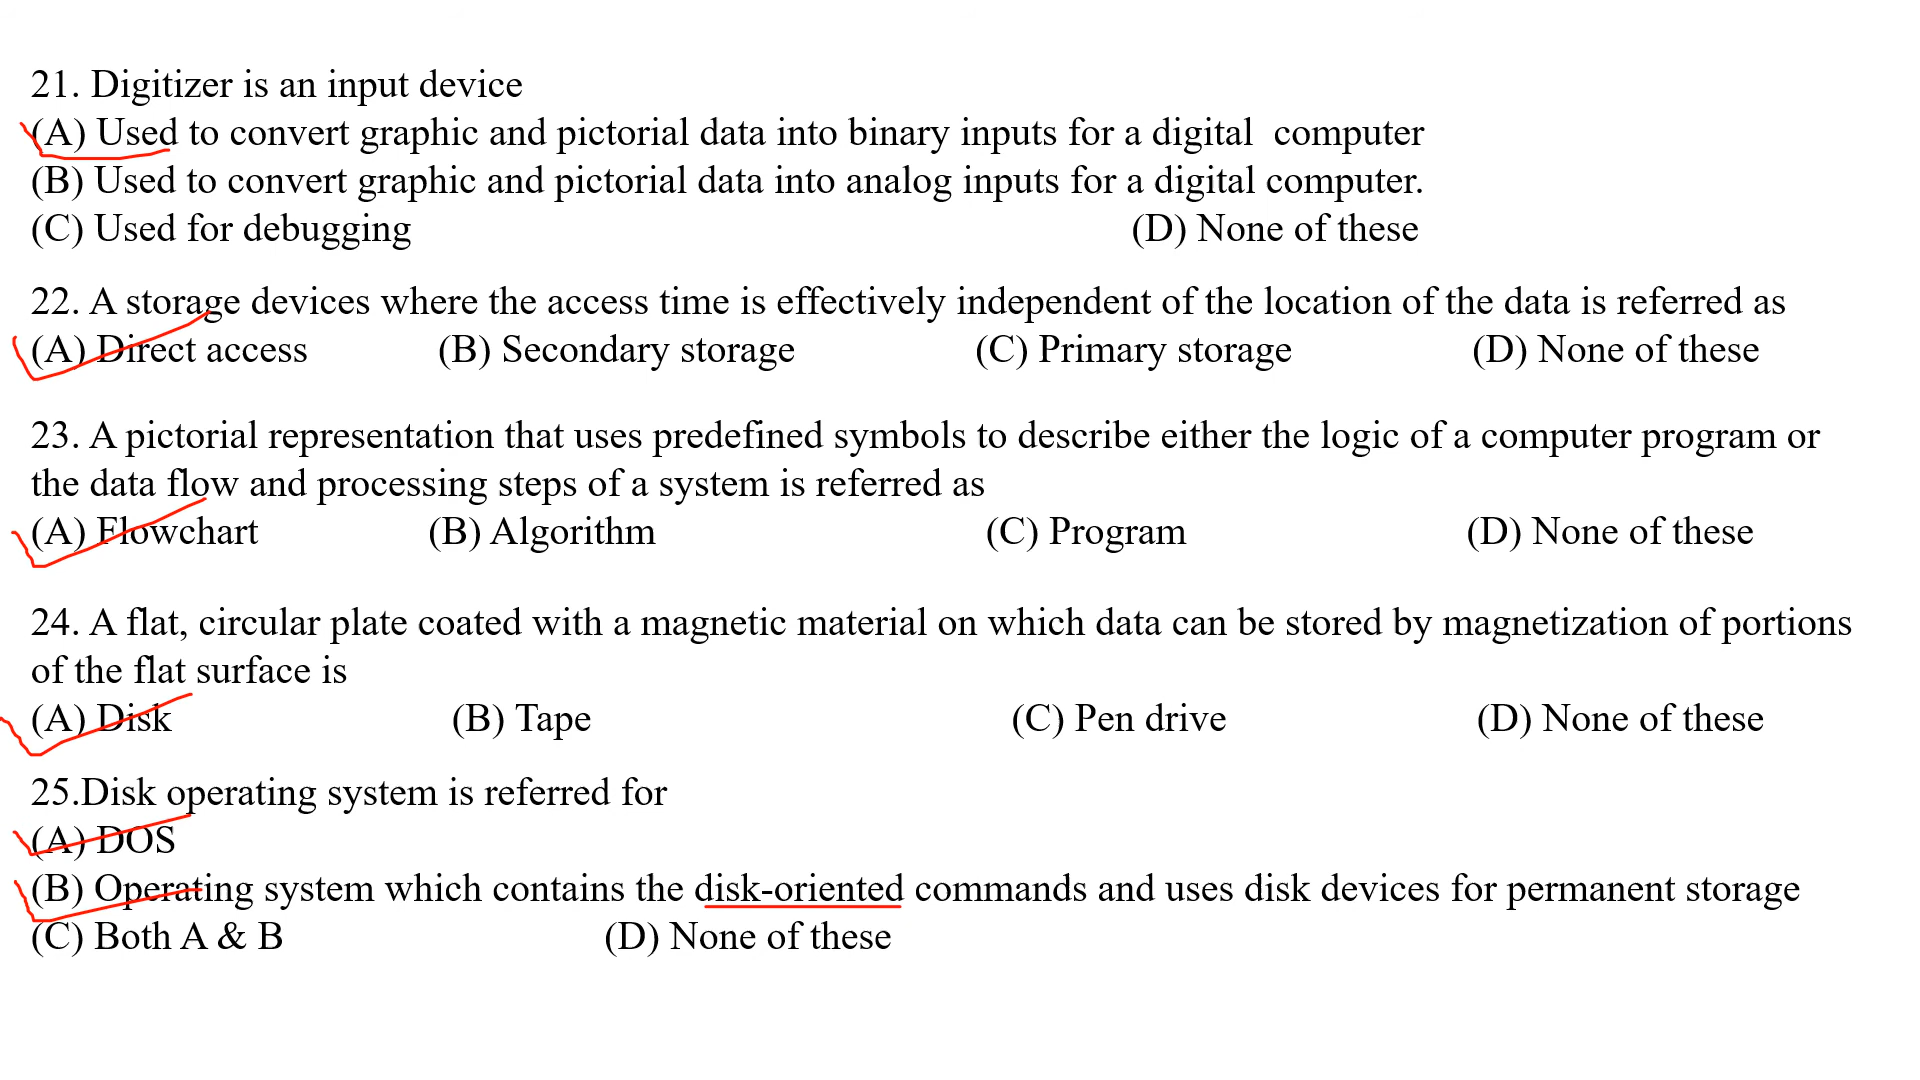 21. Digitizer is an input device
(A) Used to convert graphic and pictorial data into binary inputs for a digital  computer
(B) Used to convert graphic and pictorial data into analog inputs for a digital computer.
(C) Used for debugging (D) None of these
22. A storage devices where the access time is effectively independent of the location of the data is referred as
(A) Direct access (B) Secondary storage (C) Primary storage (D) None of these
23. A pictorial representation that uses predefined symbols to describe either the logic of a computer program or
the data flow and processing steps of a system is referred as
(A) Flowchart (B) Algorithm (C) Program (D) None of these
24. A flat, circular plate coated with a magnetic material on which data can be stored by magnetization of portions
of the flat surface is
(A) Disk (B) Tape (C) Pen drive (D) None of these
25.Disk operating system is referred for
(A) DOS
(B) Operating system which contains the disk-oriented commands and uses disk devices for permanent storage
(C) Both A & B (D) None of these